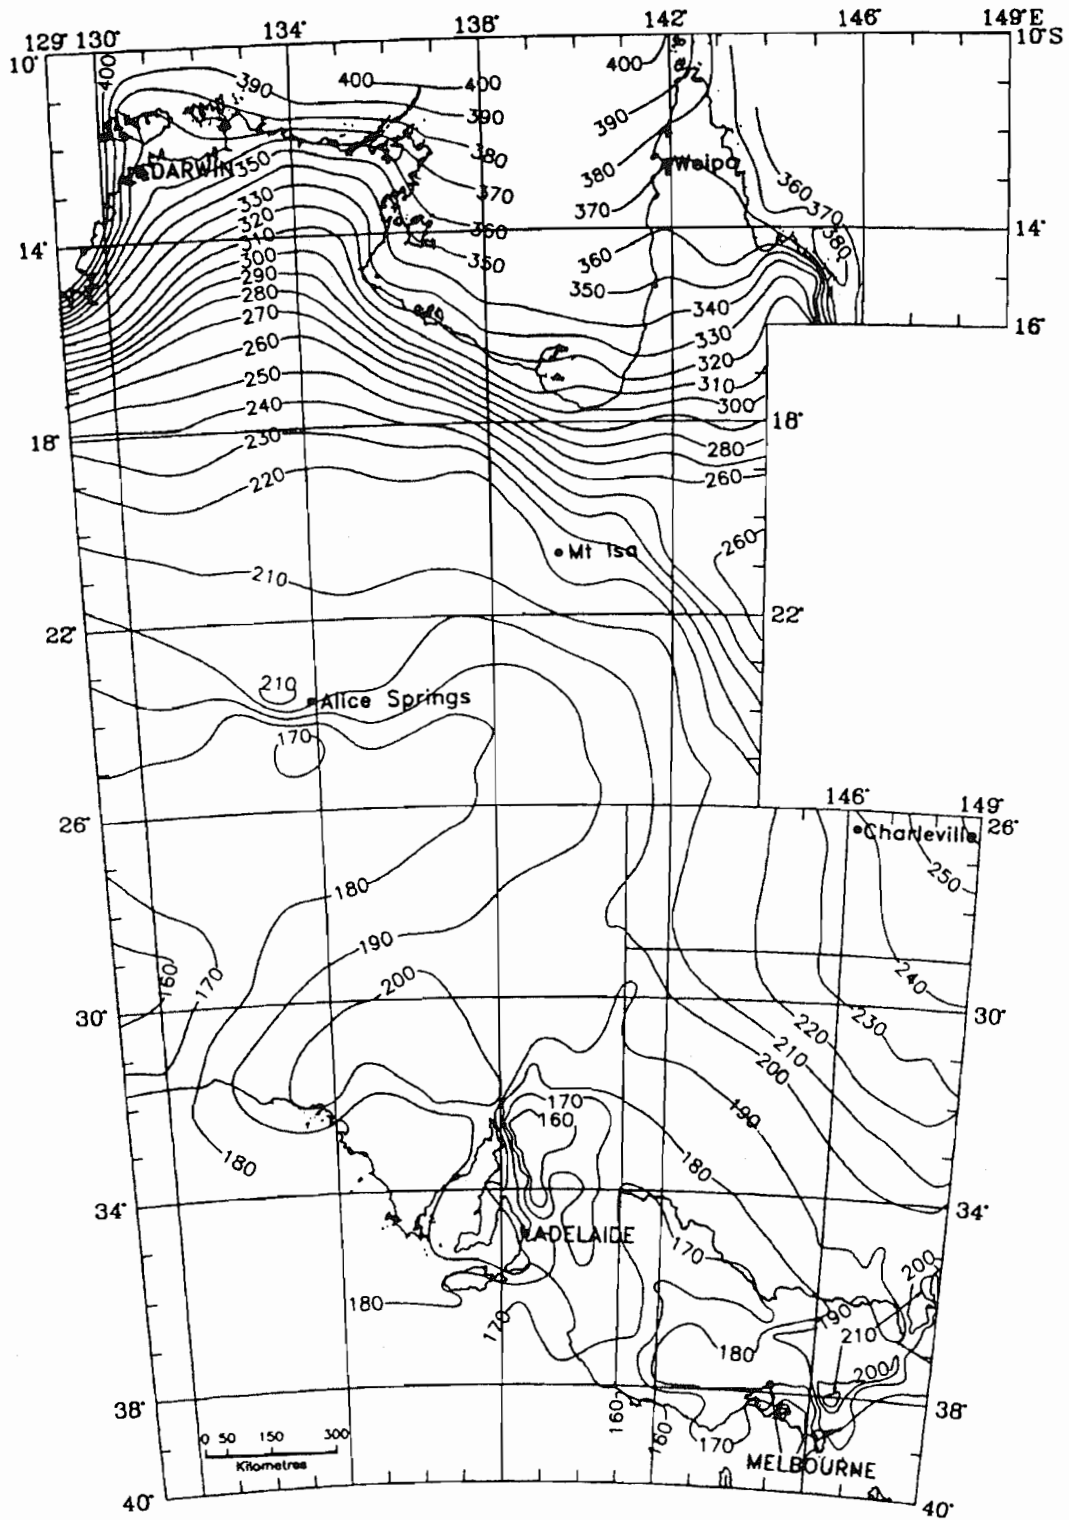 129° 130° 134° 138° 142° 146° 149°E
10° 10°S
400 390 400 400 400
390 390
DARWIN 350 380 380 Weipa
330 370 370 360 370
320 360 380
14° 310 360 14°
300 350 350
290
280 340
270 330 16°
260 320
250 310
240 300
18° 230 280 18°
220 260
260
Mt Isa
210
22° 22°
210 Alice Springs
170
146° 149°
26° 26°
Charleville
250
180
190
160 170 200 240
30° 220 230 30°
210
200
170 190
160
180 180
34° 34°
ADELAIDE
170 200
180 170 190 210
180 200
38° 160 160 170 38°
0 50 150 300
Kilometres
MELBOURNE
40° 40°